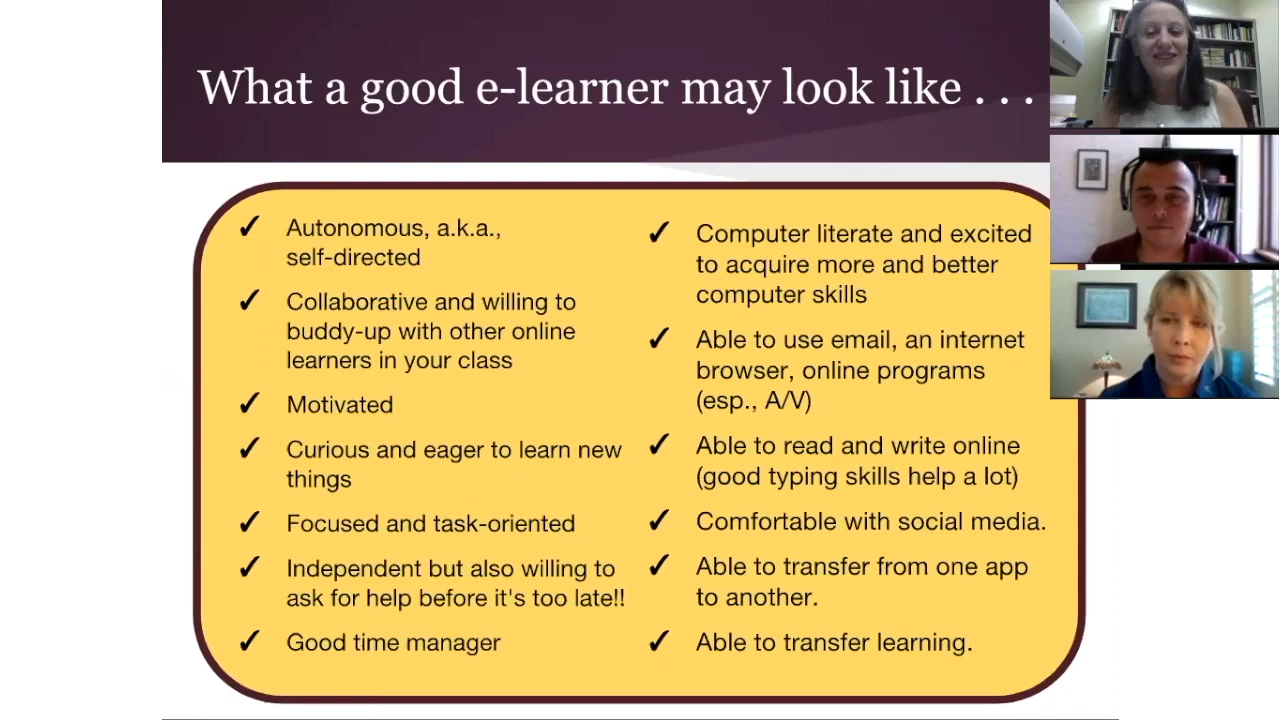 What a good e-learner may look like . . .
✓ Autonomous, a.k.a.,
self-directed
✓ Collaborative and willing to
buddy-up with other online
learners in your class
✓ Motivated
✓ Curious and eager to learn new
things
✓ Focused and task-oriented
✓ Independent but also willing to
ask for help before it's too late!!
✓ Good time manager
✓ Computer literate and excited
to acquire more and better
computer skills
✓ Able to use email, an internet
browser, online programs
(esp., A/V)
✓ Able to read and write online
(good typing skills help a lot)
✓ Comfortable with social media.
✓ Able to transfer from one app
to another.
✓ Able to transfer learning.